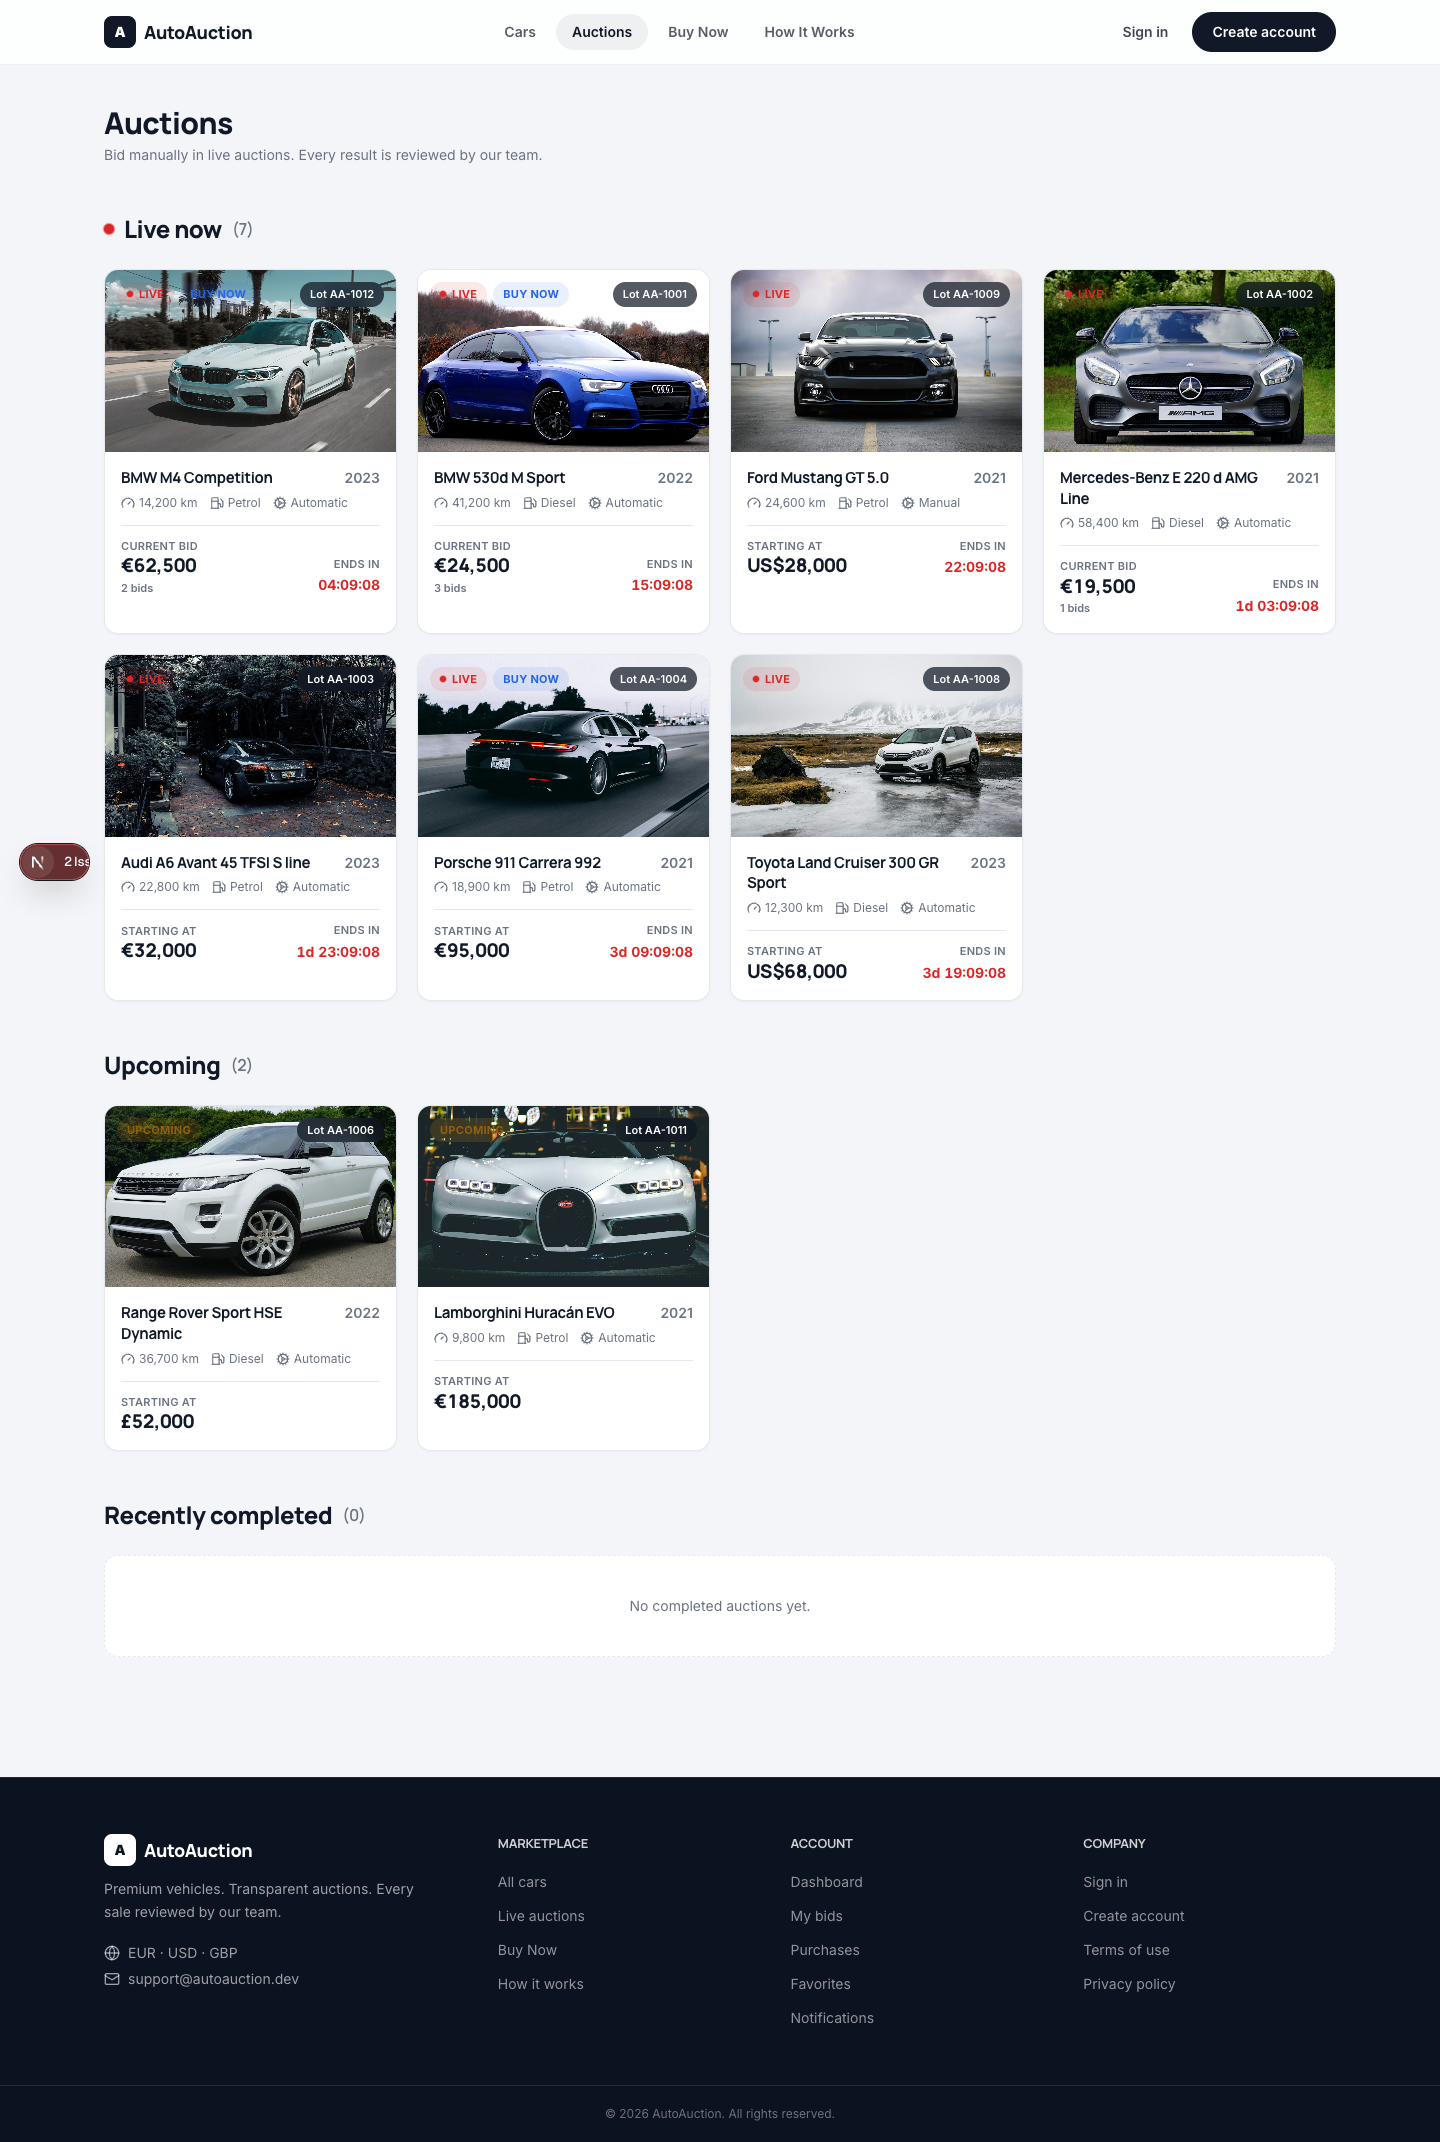 A AutoAuction
Cars Auctions Buy Now How It Works
Sign in Create account
Auctions
Bid manually in live auctions. Every result is reviewed by our team.
Live now (7)
LIVE BUY NOW Lot AA-1012
BMW M4 Competition 2023
14,200 km Petrol Automatic
CURRENT BID
€62,500
2 bids
ENDS IN
04:09:08
LIVE BUY NOW Lot AA-1001
BMW 530d M Sport 2022
41,200 km Diesel Automatic
CURRENT BID
€24,500
3 bids
ENDS IN
15:09:08
LIVE Lot AA-1009
Ford Mustang GT 5.0 2021
24,600 km Petrol Manual
STARTING AT
US$28,000
ENDS IN
22:09:08
LIVE Lot AA-1002
AMG
Mercedes-Benz E 220 d AMG 2021
Line
58,400 km Diesel Automatic
CURRENT BID
€19,500
1 bids
ENDS IN
1d 03:09:08
LIVE Lot AA-1003
Audi A6 Avant 45 TFSI S line 2023
22,800 km Petrol Automatic
STARTING AT
€32,000
ENDS IN
1d 23:09:08
LIVE BUY NOW Lot AA-1004
Porsche 911 Carrera 992 2021
18,900 km Petrol Automatic
STARTING AT
€95,000
ENDS IN
3d 09:09:08
LIVE Lot AA-1008
Toyota Land Cruiser 300 GR 2023
Sport
12,300 km Diesel Automatic
STARTING AT
US$68,000
ENDS IN
3d 19:09:08
N 2 Iss
Upcoming (2)
UPCOMING Lot AA-1006
Range Rover Sport HSE 2022
Dynamic
36,700 km Diesel Automatic
STARTING AT
£52,000
UPCOMING Lot AA-1011
Lamborghini Huracán EVO 2021
9,800 km Petrol Automatic
STARTING AT
€185,000
Recently completed (0)
No completed auctions yet.
A AutoAuction
Premium vehicles. Transparent auctions. Every
sale reviewed by our team.
EUR · USD · GBP
support@autoauction.dev
MARKETPLACE
All cars
Live auctions
Buy Now
How it works
ACCOUNT
Dashboard
My bids
Purchases
Favorites
Notifications
COMPANY
Sign in
Create account
Terms of use
Privacy policy
© 2026 AutoAuction. All rights reserved.